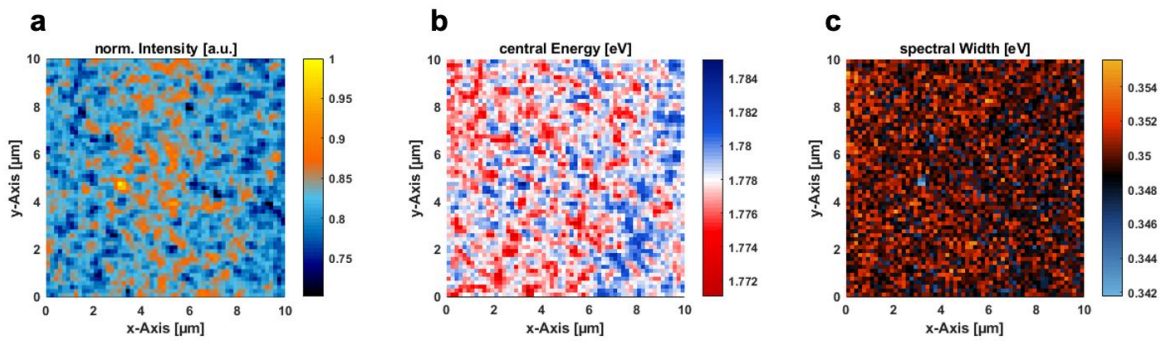 a
norm. Intensity [a.u.]
10
8
6
4
2
0
y-Axis [µm]
0 2 4 6 8 10
x-Axis [µm]
1
0.95
0.9
0.85
0.8
0.75
b
central Energy [eV]
10
8
6
4
2
0
y-Axis [µm]
0 2 4 6 8 10
x-Axis [µm]
1.784
1.782
1.78
1.778
1.776
1.774
1.772
c
spectral Width [eV]
10
8
6
4
2
0
y-Axis [µm]
0 2 4 6 8 10
x-Axis [µm]
0.354
0.352
0.35
0.348
0.346
0.344
0.342